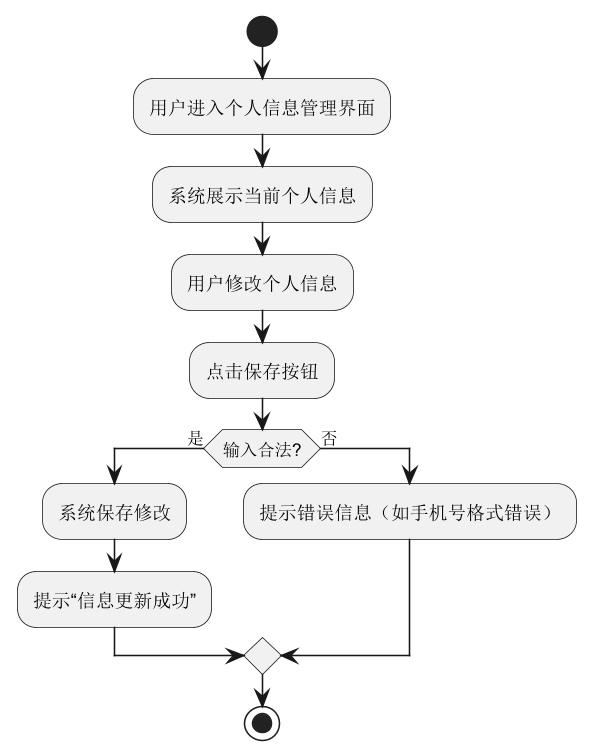 用户进入个人信息管理界面
系统展示当前个人信息
用户修改个人信息
点击保存按钮
是
输入合法?
否
系统保存修改
提示错误信息（如手机号格式错误）
提示“信息更新成功”